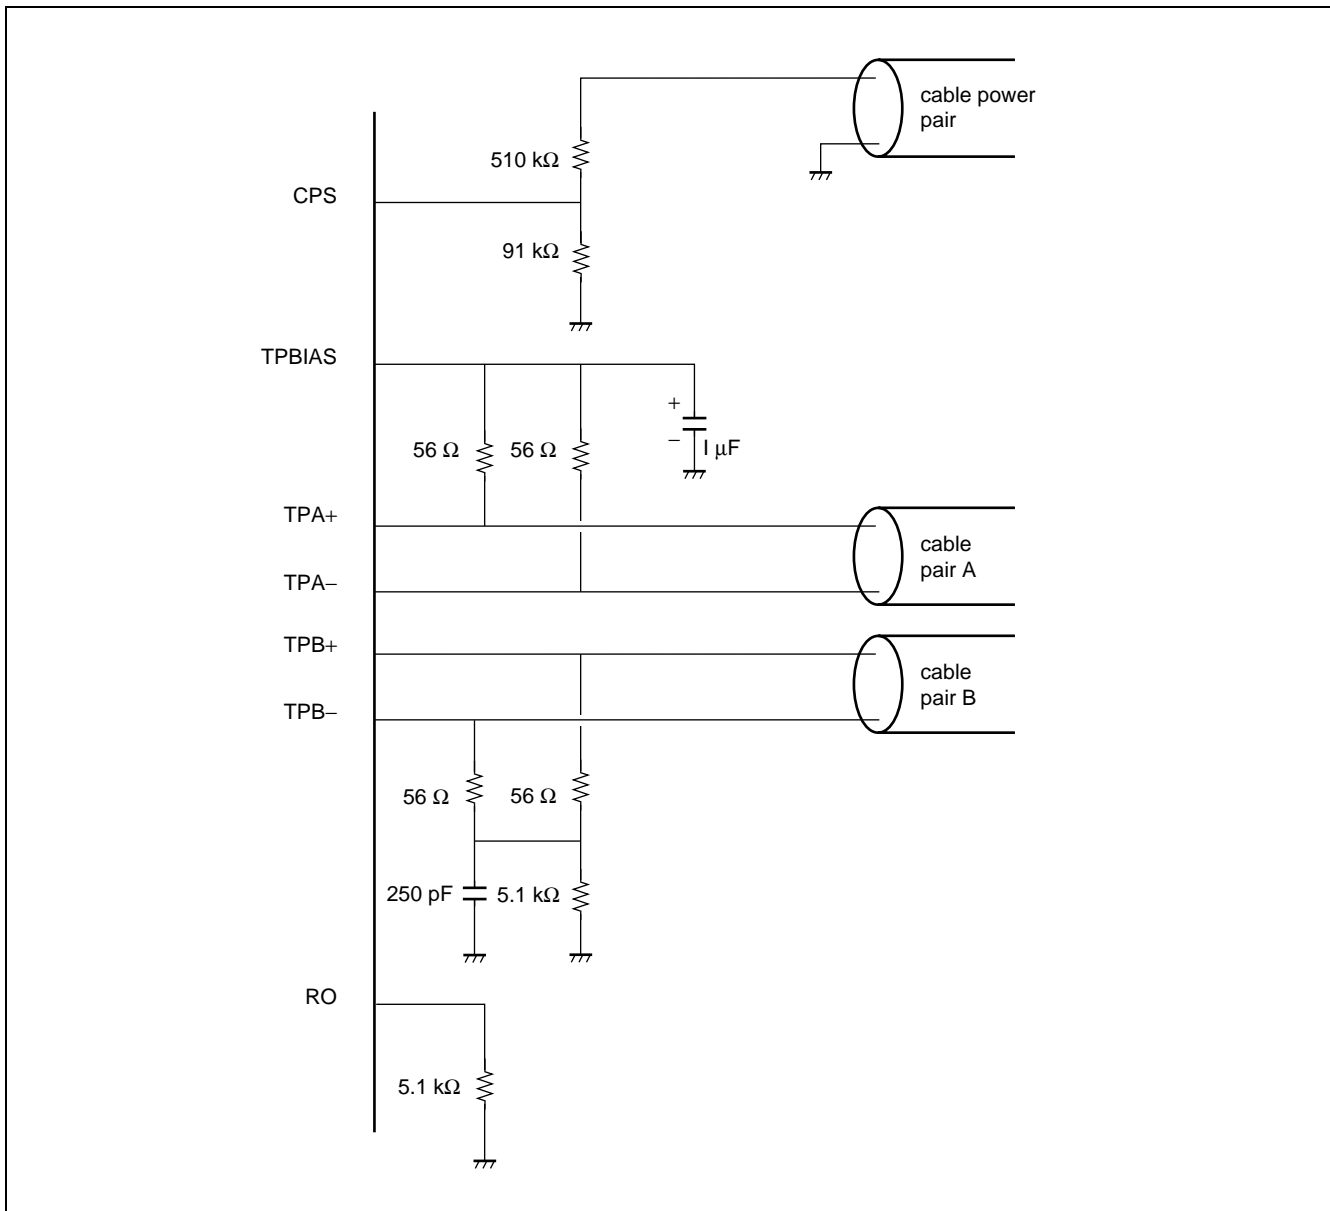 cable power
pair
510 kΩ
CPS
91 kΩ
TPBIAS
+
−
56 Ω
56 Ω
I μF
TPA+
cable
pair A
TPA−
TPB+
cable
pair B
TPB−
56 Ω
56 Ω
250 pF
5.1 kΩ
RO
5.1 kΩ